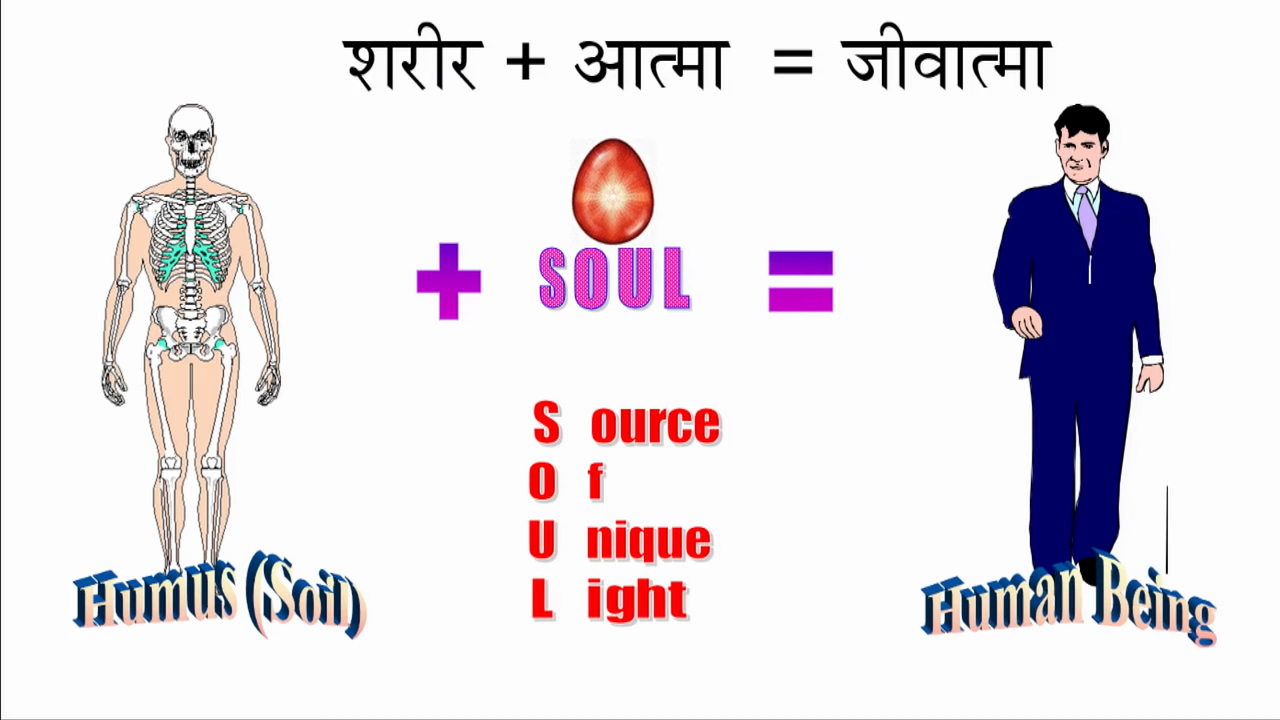 शरीर + आत्मा = जीवात्मा
+ SOUL =
S ource
O f
U nique
L ight
Humus (Soil)
Human Being